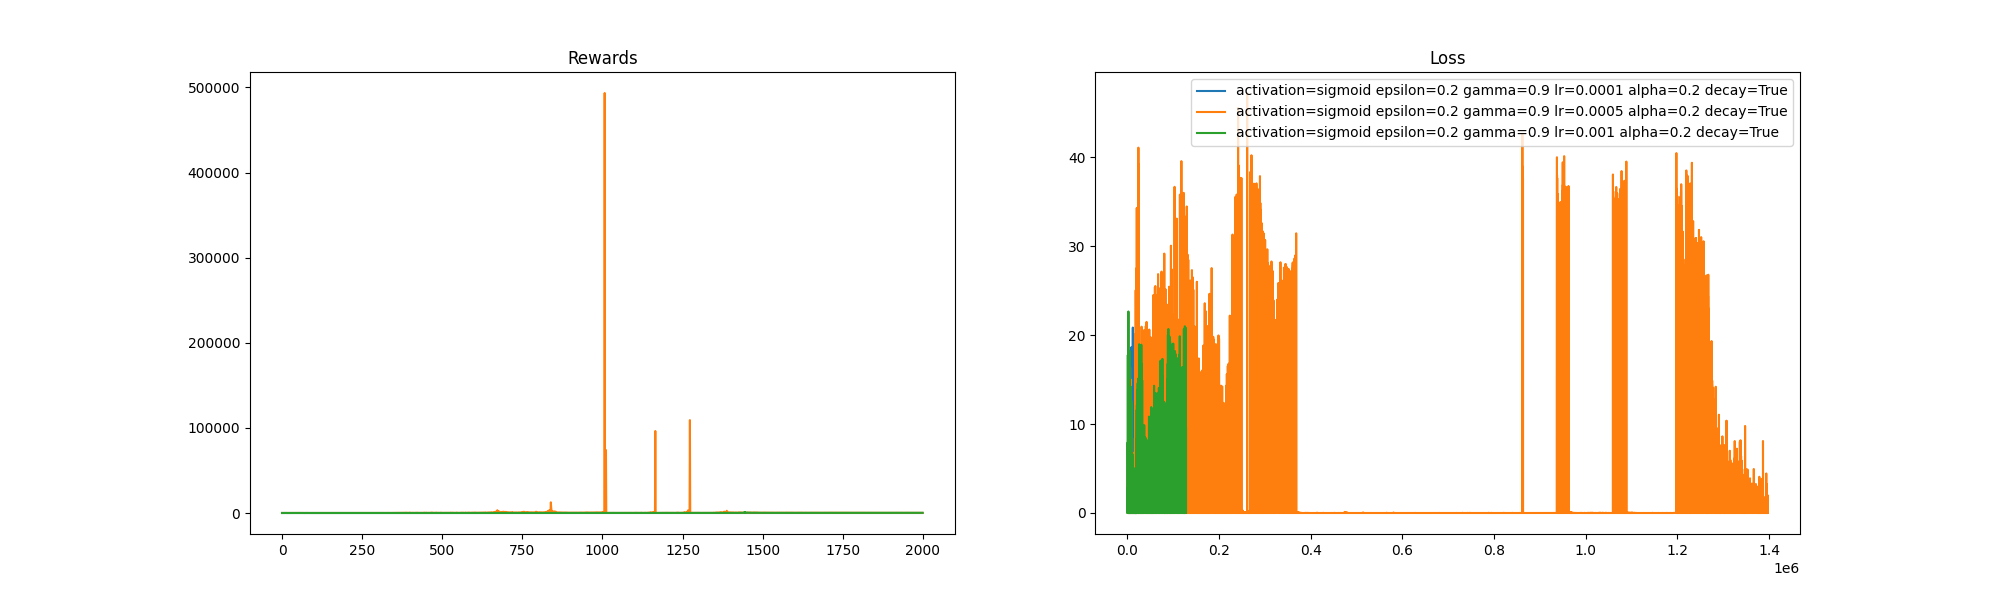 Rewards
500000
400000
300000
200000
100000
0
0 250 500 750 1000 1250 1500 1750 2000
Loss
activation=sigmoid epsilon=0.2 gamma=0.9 lr=0.0001 alpha=0.2 decay=True
activation=sigmoid epsilon=0.2 gamma=0.9 lr=0.0005 alpha=0.2 decay=True
activation=sigmoid epsilon=0.2 gamma=0.9 lr=0.001 alpha=0.2 decay=True
40
30
20
10
0
0.0 0.2 0.4 0.6 0.8 1.0 1.2 1.4
1e6